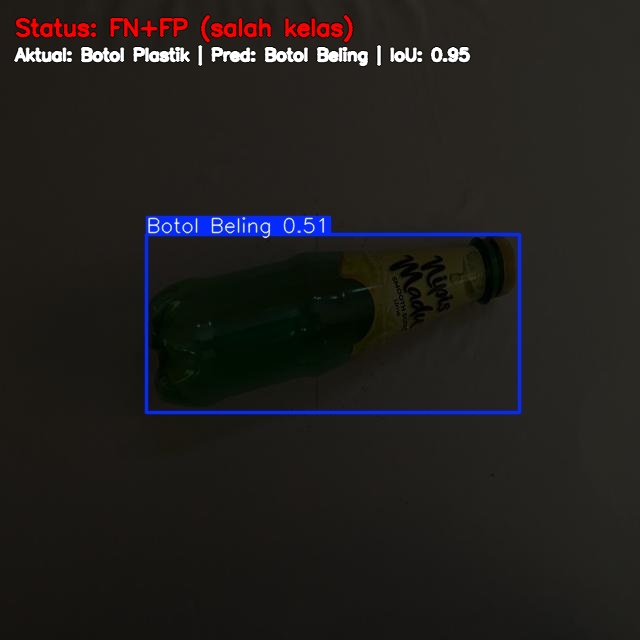 Status: FN+FP (salah kelas)
Aktual: Botol Plastik | Pred: Botol Beling | IoU: 0.95
Botol Beling 0.51
Nipis
Madu